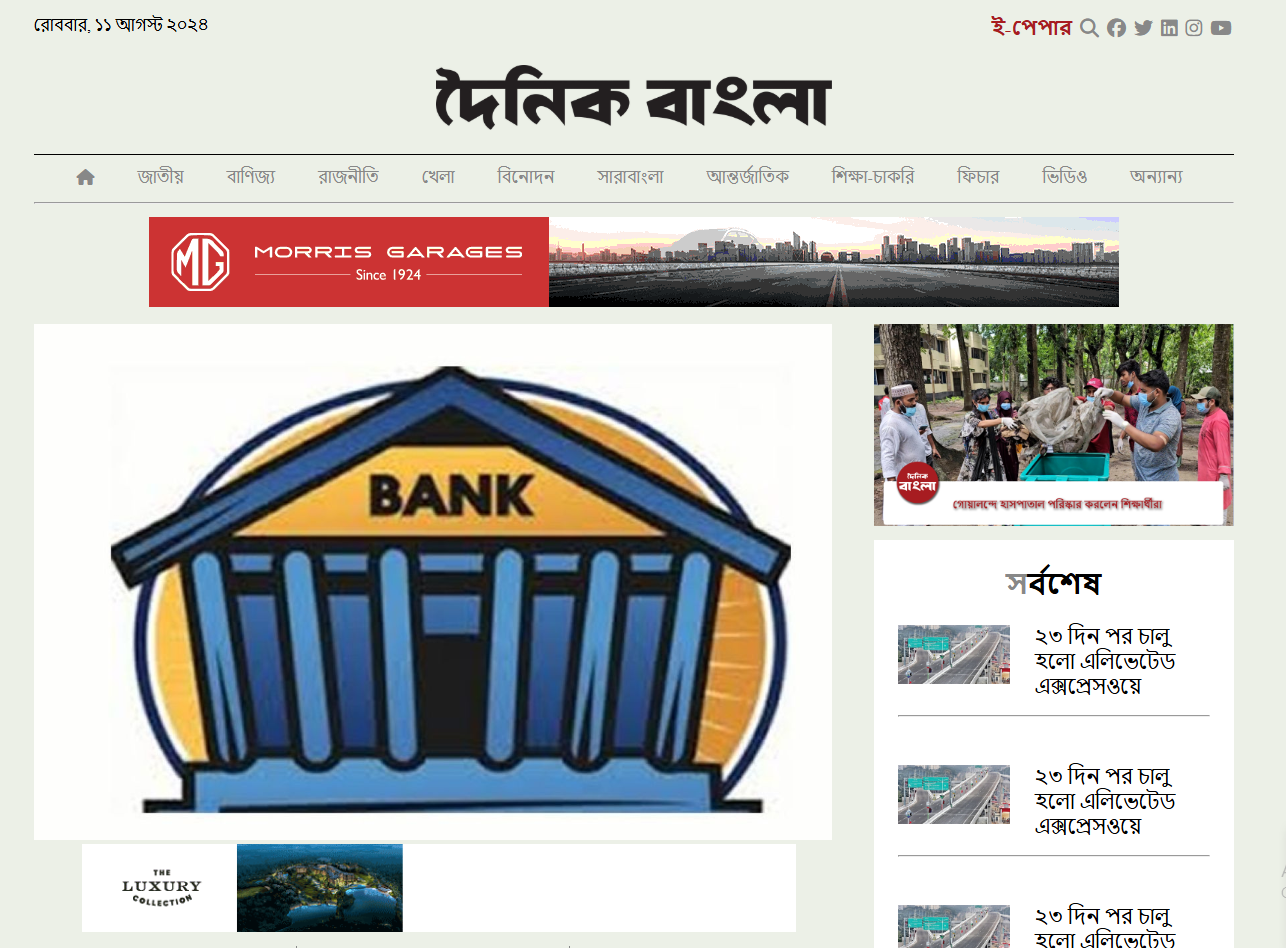 রোববার, ১১ আগস্ট ২০২৪
ই-পেপার
দৈনিক বাংলা
জাতীয় বাণিজ্য রাজনীতি খেলা বিনোদন সারাবাংলা আন্তর্জাতিক শিক্ষা-চাকরি ফিচার ভিডিও অন্যান্য
MG
MORRIS GARAGES
Since 1924
BANK
দৈনিক
বাংলা
গোয়ালন্দে হাসপাতাল পরিস্কার করলেন শিক্ষার্থীরা
সর্বশেষ
২৩ দিন পর চালু
হলো এলিভেটেড
এক্সপ্রেসওয়ে
২৩ দিন পর চালু
হলো এলিভেটেড
এক্সপ্রেসওয়ে
২৩ দিন পর চালু
হলো এলিভেটেড
THE
LUXURY
COLLECTION